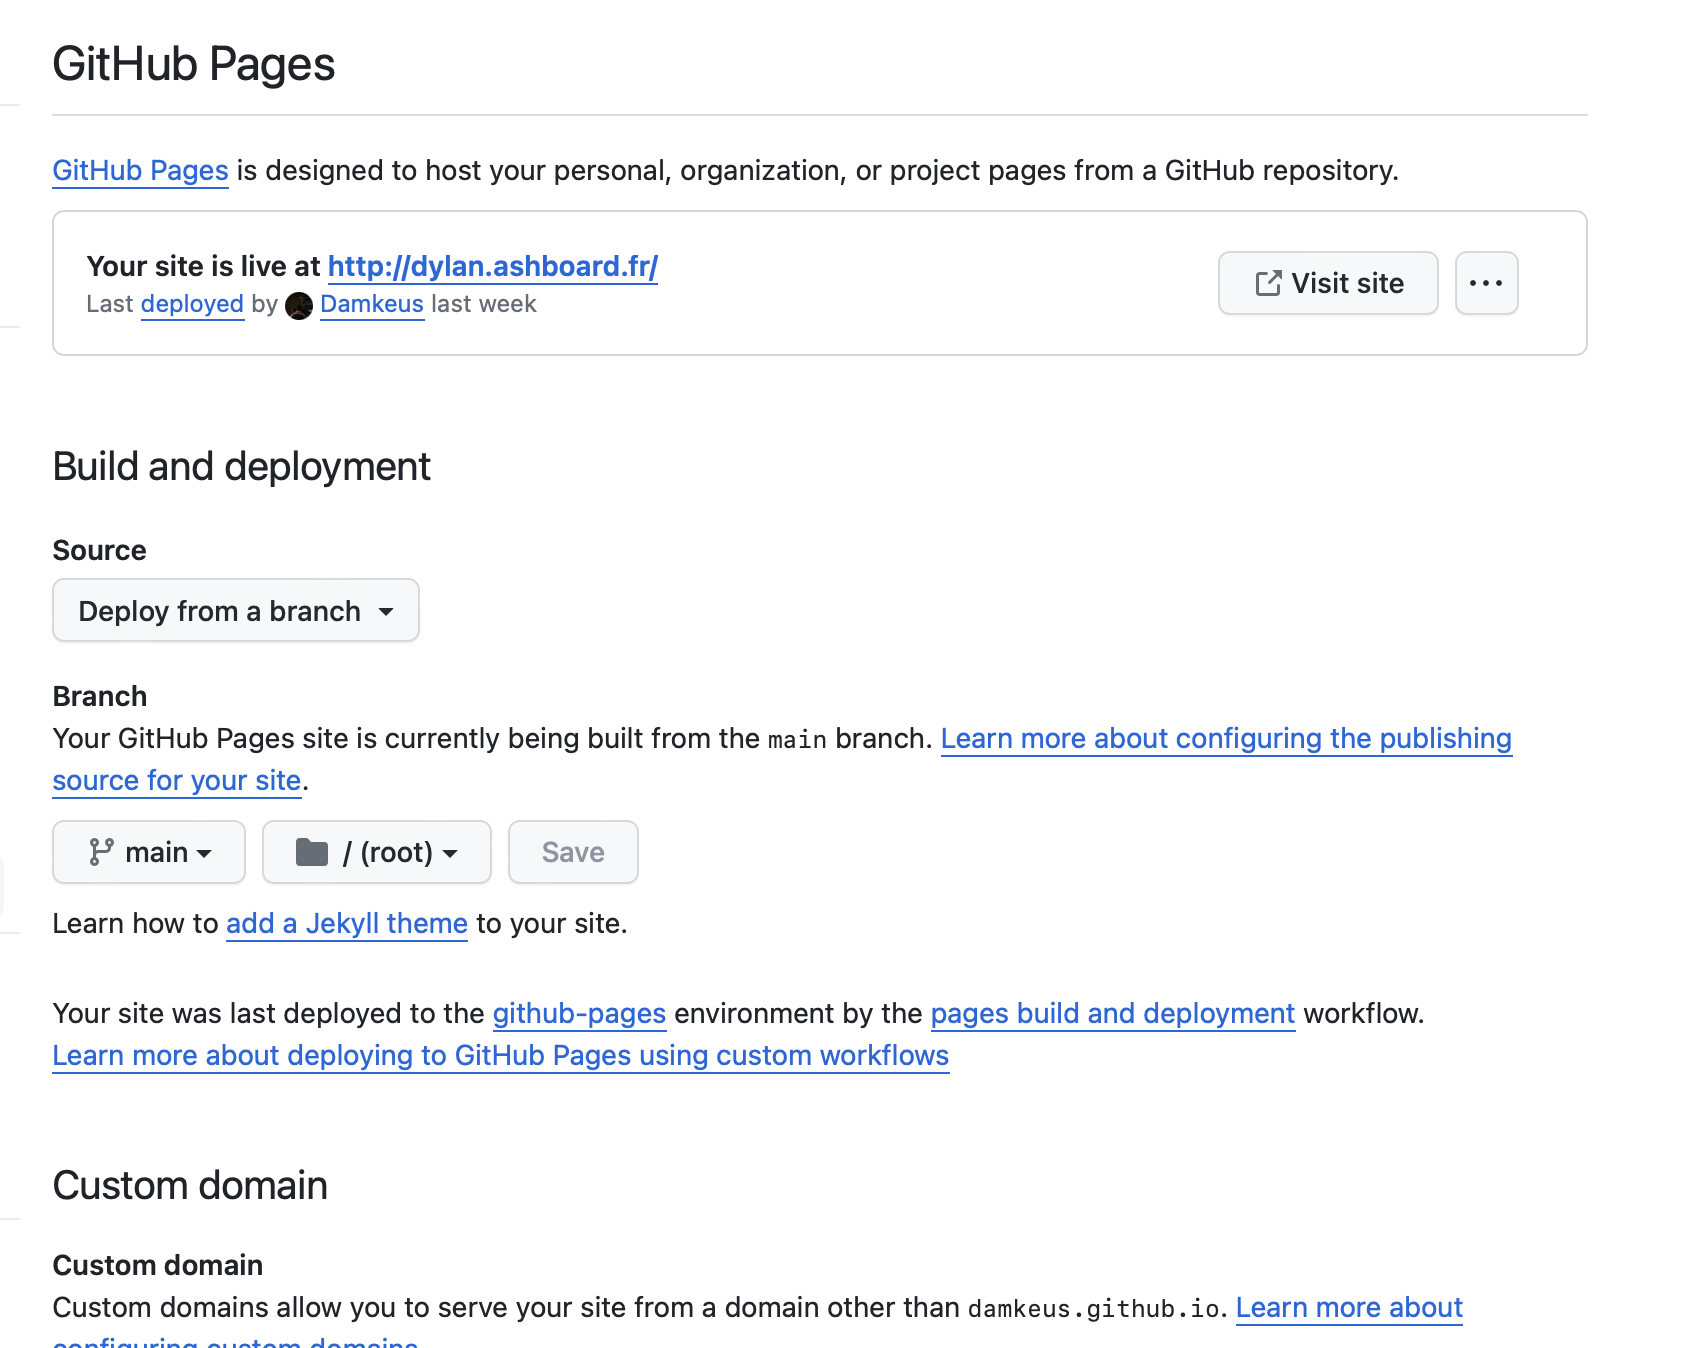 GitHub Pages
GitHub Pages is designed to host your personal, organization, or project pages from a GitHub repository.
Your site is live at http://dylan.ashboard.fr/
Last deployed by Damkeus last week
Visit site
Build and deployment
Source
Deploy from a branch
Branch
Your GitHub Pages site is currently being built from the main branch. Learn more about configuring the publishing
source for your site.
main
/ (root)
Save
Learn how to add a Jekyll theme to your site.
Your site was last deployed to the github-pages environment by the pages build and deployment workflow.
Learn more about deploying to GitHub Pages using custom workflows
Custom domain
Custom domain
Custom domains allow you to serve your site from a domain other than damkeus.github.io. Learn more about
configuring custom domains